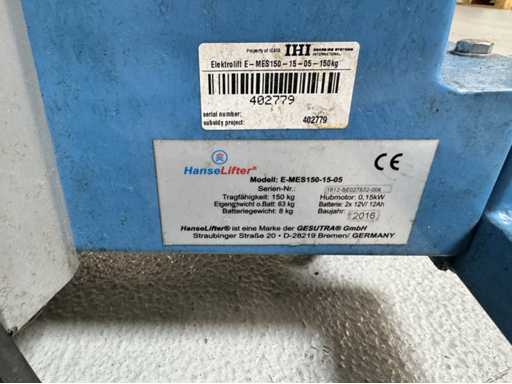 Property of
IHI
Elektrolift E-MES150-15-05-150kg
402779
serial number:
subsidy project: 402779
HanseLifter®
CE
Modell: E-MES150-15-05
Serien-Nr.:
Tragfähigkeit: 150 kg Hubmotor: 0,15kW
Eigengewicht o.Batt: 63 kg Batterie: 2x 12V/ 12Ah
Batteriegewicht: 8 kg Baujahr: 2016
HanseLifter® ist eine Marke der GESUTRA® GmbH
Straubinger Straße 20 • D-28219 Bremen/ GERMANY